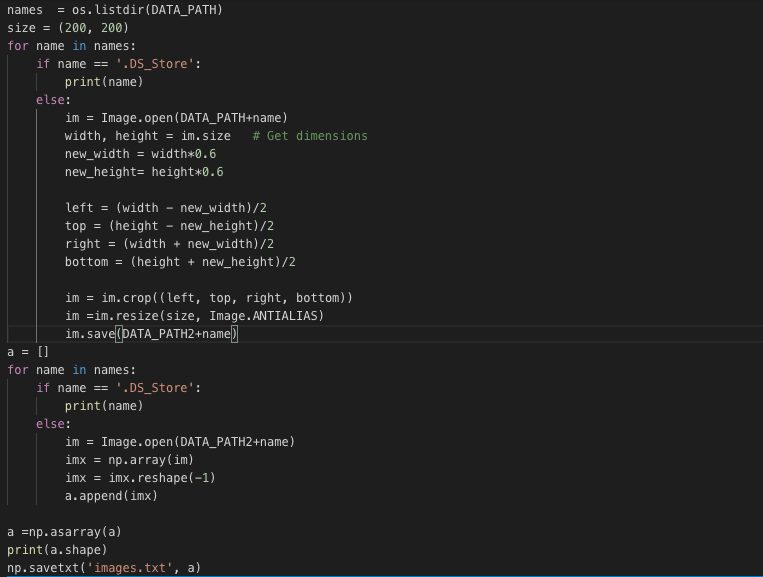 names  = os.listdir(DATA_PATH)
size = (200, 200)
for name in names:
    if name == '.DS_Store':
        print(name)
    else:
        im = Image.open(DATA_PATH+name)
        width, height = im.size   # Get dimensions
        new_width = width*0.6
        new_height= height*0.6

        left = (width - new_width)/2
        top = (height - new_height)/2
        right = (width + new_width)/2
        bottom = (height + new_height)/2

        im = im.crop((left, top, right, bottom))
        im =im.resize(size, Image.ANTIALIAS)
        im.save(DATA_PATH2+name)
a = []
for name in names:
    if name == '.DS_Store':
        print(name)
    else:
        im = Image.open(DATA_PATH2+name)
        imx = np.array(im)
        imx = imx.reshape(-1)
        a.append(imx)

a =np.asarray(a)
print(a.shape)
np.savetxt('images.txt', a)